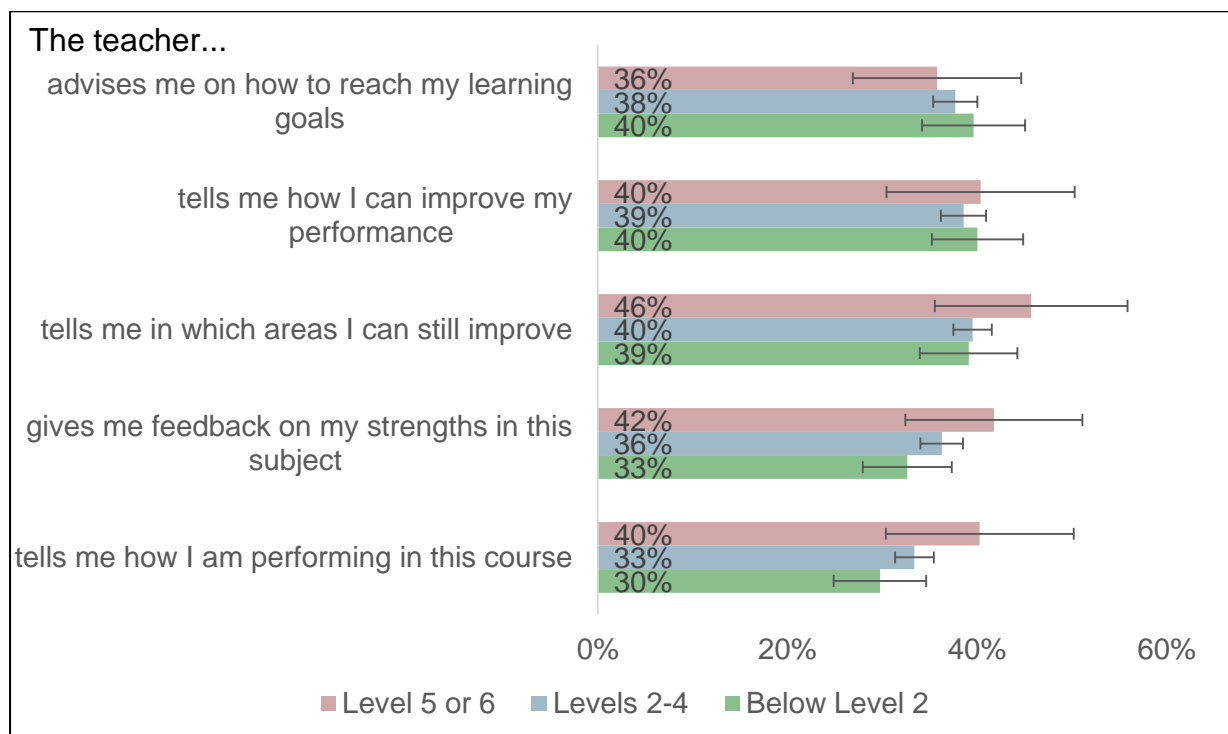 The teacher...
advises me on how to reach my learning
goals
36%
38%
40%
tells me how I can improve my
performance
40%
39%
40%
tells me in which areas I can still improve
46%
40%
39%
gives me feedback on my strengths in this
subject
42%
36%
33%
tells me how I am performing in this course
40%
33%
30%
0% 20% 40% 60%
Level 5 or 6 Levels 2-4 Below Level 2